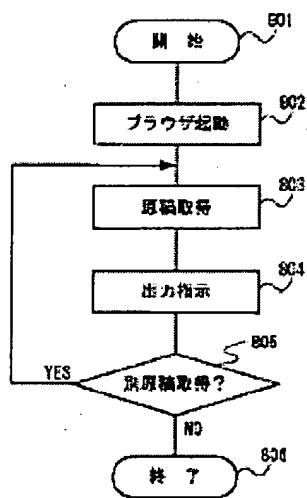 開 始
801
ブラウザ起動
802
原稿取得
803
出力指示
804
別原稿取得?
805
YES
NO
終 了
806